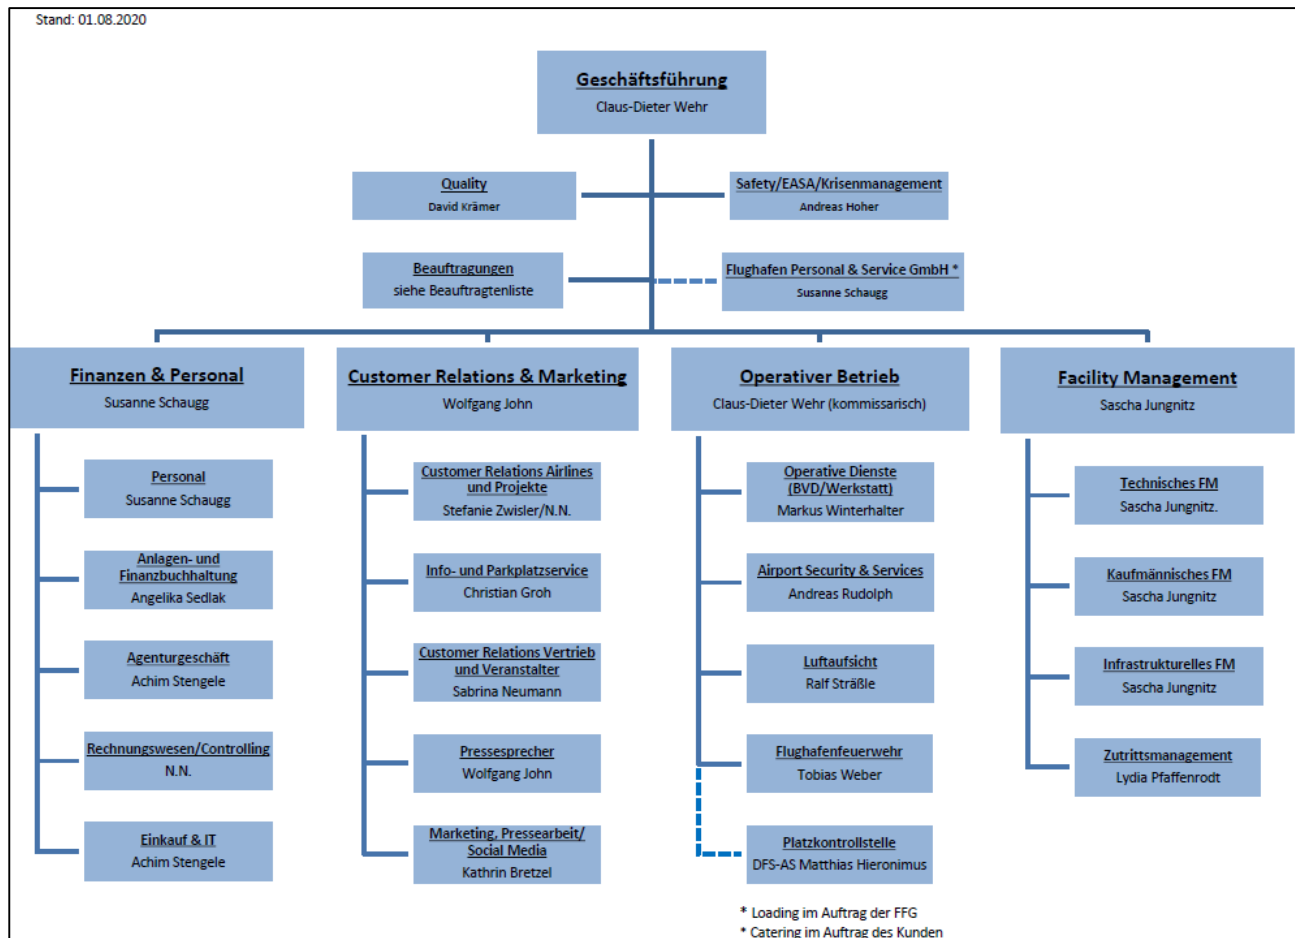 Stand: 01.08.2020
Geschäftsführung
Claus-Dieter Wehr
Quality
David Krämer
Safety/EASA/Krisenmanagement
Andreas Hoher
Beauftragungen
siehe Beauftragtenliste
Flughafen Personal & Service GmbH *
Susanne Schaugg
Finanzen & Personal
Susanne Schaugg
Customer Relations & Marketing
Wolfgang John
Operativer Betrieb
Claus-Dieter Wehr (kommissarisch)
Facility Management
Sascha Jungnitz
Personal
Susanne Schaugg
Anlagen- und
Finanzbuchhaltung
Angelika Sedlak
Agenturgeschäft
Achim Stengele
Rechnungswesen/Controlling
N.N.
Einkauf & IT
Achim Stengele
Customer Relations Airlines
und Projekte
Stefanie Zwisler/N.N.
Info- und Parkplatzservice
Christian Groh
Customer Relations Vertrieb
und Veranstalter
Sabrina Neumann
Pressesprecher
Wolfgang John
Marketing, Pressearbeit/
Social Media
Kathrin Bretzel
Operative Dienste
(BVD/Werkstatt)
Markus Winterhalter
Airport Security & Services
Andreas Rudolph
Luftaufsicht
Ralf Sträßle
Flughafenfeuerwehr
Tobias Weber
Platzkontrollstelle
DFS-AS Matthias Hieronimus
Technisches FM
Sascha Jungnitz.
Kaufmännisches FM
Sascha Jungnitz
Infrastrukturelles FM
Sascha Jungnitz
Zutrittsmanagement
Lydia Pfaffenrodt
* Loading im Auftrag der FFG
* Catering im Auftrag des Kunden